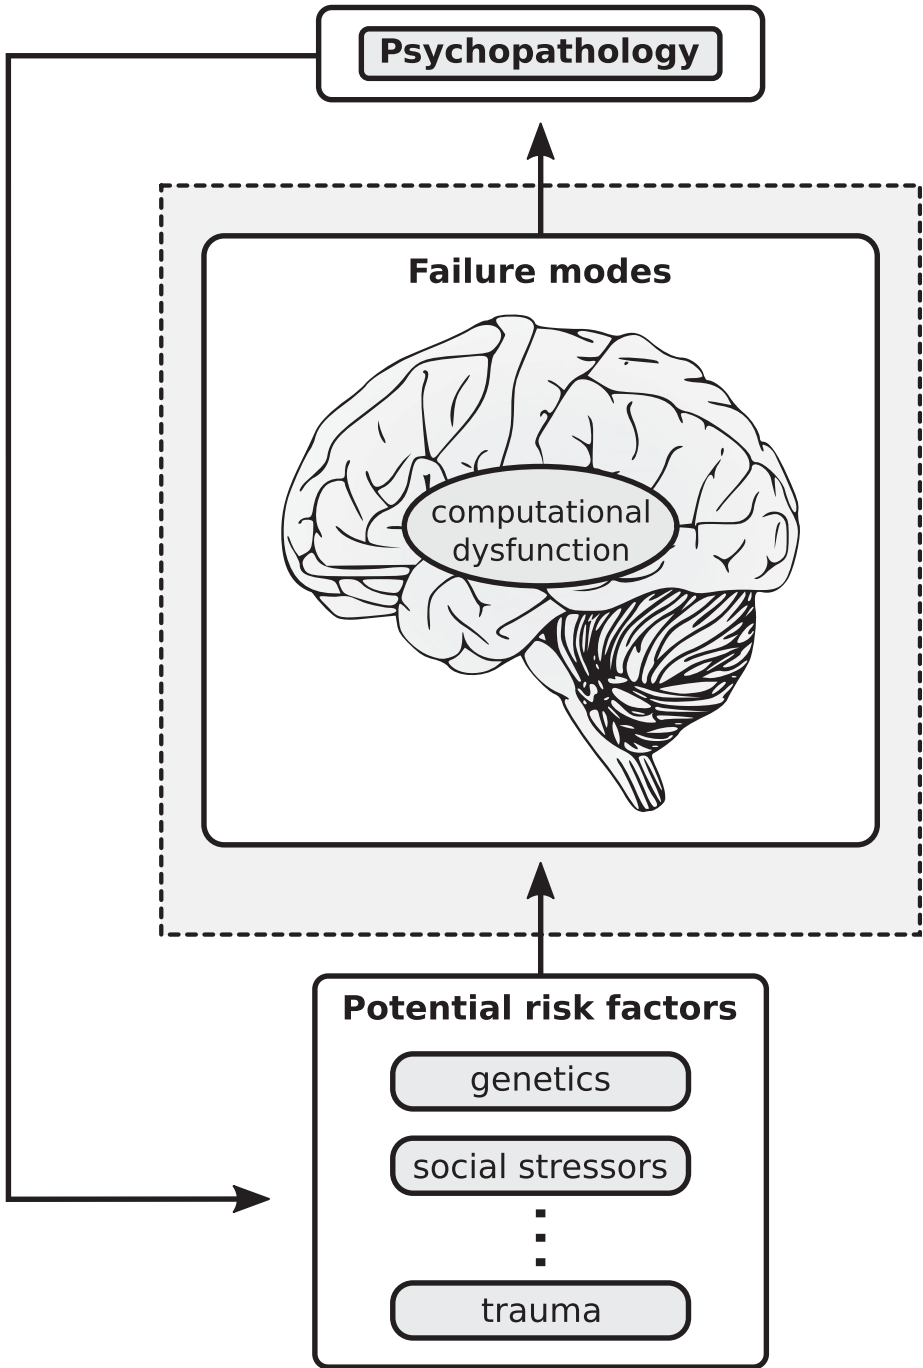 Psychopathology
Failure modes
computational
dysfunction
Potential risk factors
genetics
social stressors
trauma